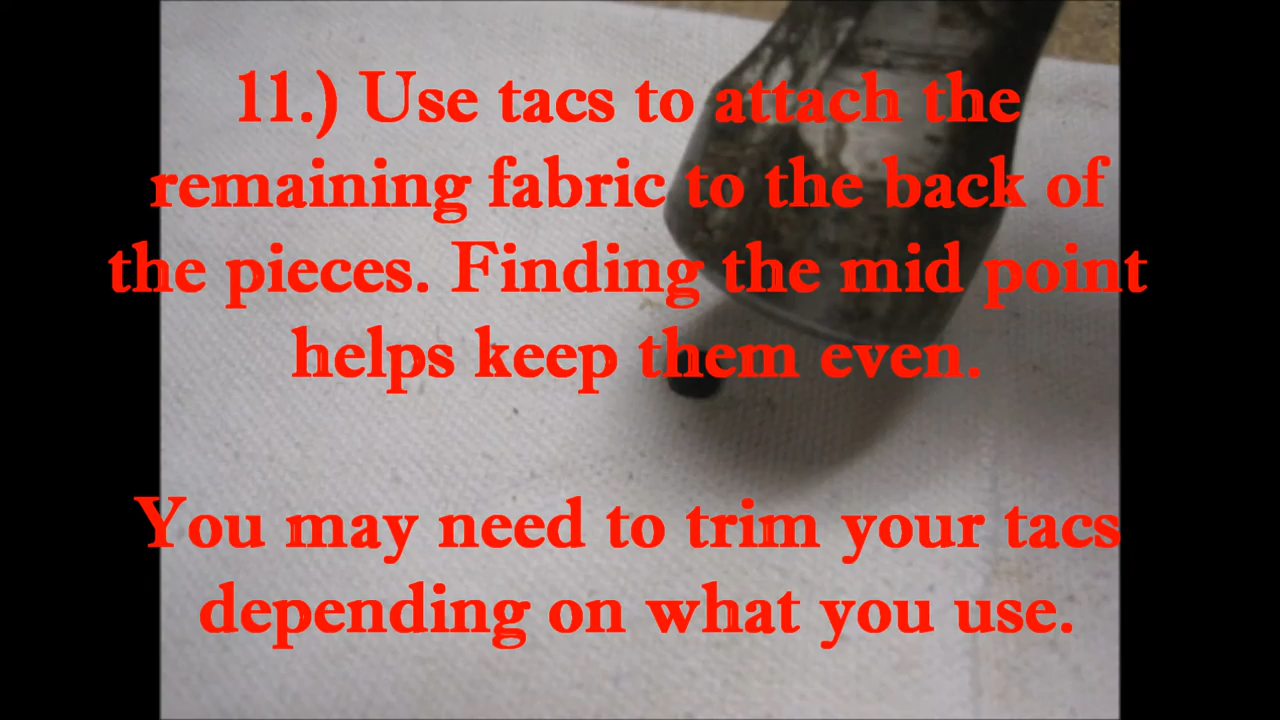 11.) Use tacs to attach the
remaining fabric to the back of
the pieces. Finding the mid point
helps keep them even.
You may need to trim your tacs
depending on what you use.